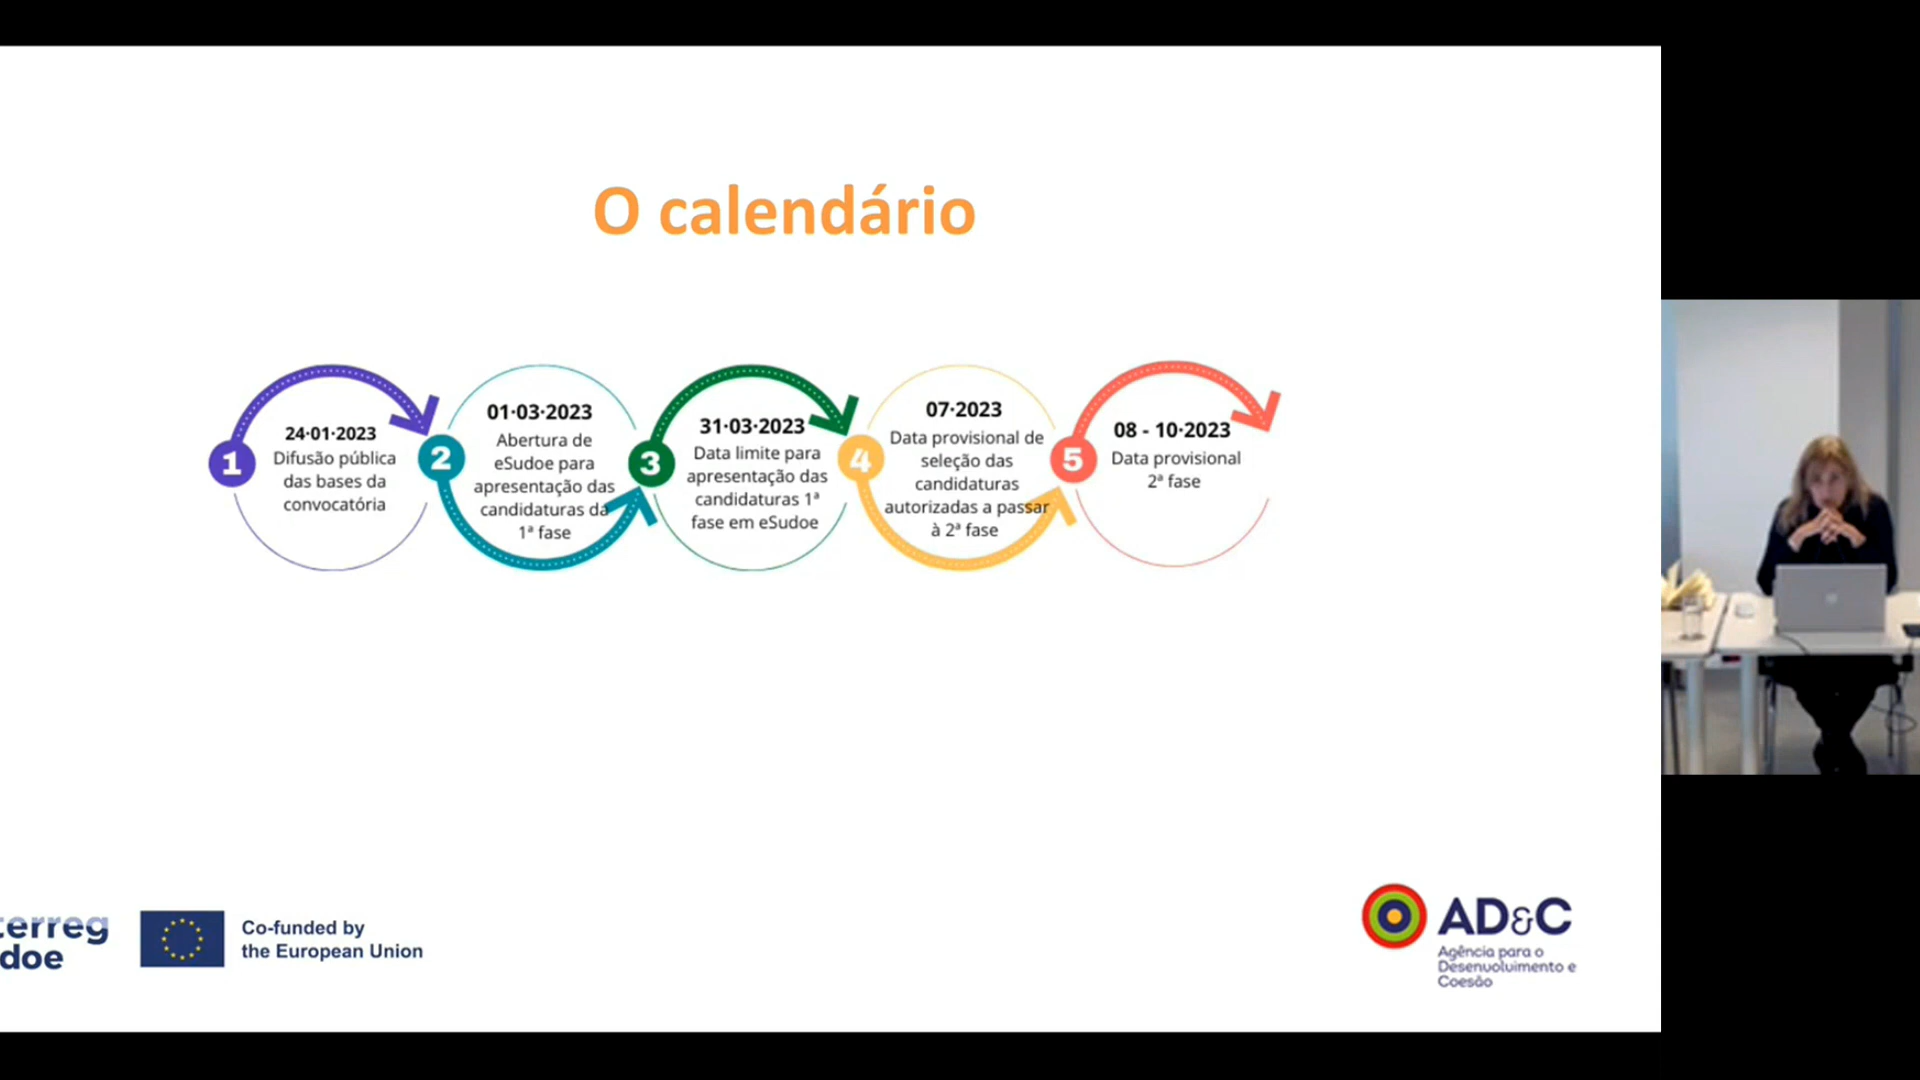 O calendário
1
24·01·2023
Difusão pública
das bases da
convocatória
2
01·03·2023
Abertura de
eSudoe para
apresentação das
candidaturas da
1ª fase
3
31·03·2023
Data limite para
apresentação das
candidaturas 1ª
fase em eSudoe
4
07·2023
Data provisional de
seleção das
candidaturas
autorizadas a passar
à 2ª fase
5
08 - 10·2023
Data provisional
2ª fase
terreg
doe
Co-funded by
the European Union
AD&C
Agência para o
Desenvolvimento e
Coesão